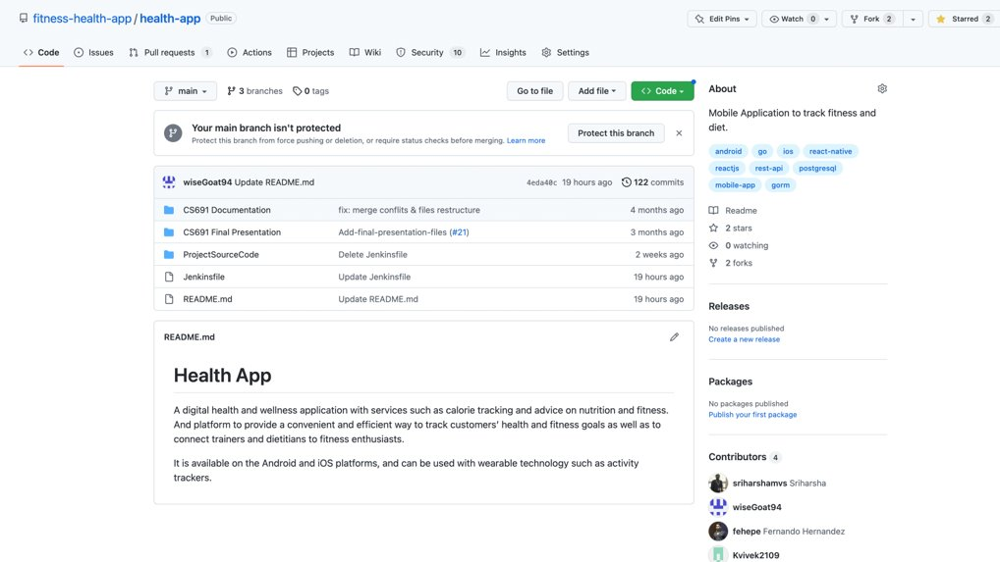 fitness-health-app / health-app Public
Edit Pins Watch 0 Fork 2 Starred 2
Code Issues Pull requests 1 Actions Projects Wiki Security 10 Insights Settings
main 3 branches 0 tags Go to file Add file Code
Your main branch isn't protected
Protect this branch from force pushing or deletion, or require status checks before merging. Learn more
Protect this branch
wiseGoat94 Update README.md 4eda40c 19 hours ago 122 commits
CS691 Documentation fix: merge conflits & files restructure 4 months ago
CS691 Final Presentation Add-final-presentation-files (#21) 3 months ago
ProjectSourceCode Delete Jenkinsfile 2 weeks ago
Jenkinsfile Update Jenkinsfile 19 hours ago
README.md Update README.md 19 hours ago
README.md
Health App
A digital health and wellness application with services such as calorie tracking and advice on nutrition and fitness.
And platform to provide a convenient and efficient way to track customers' health and fitness goals as well as to
connect trainers and dietitians to fitness enthusiasts.
It is available on the Android and iOS platforms, and can be used with wearable technology such as activity
trackers.
About
Mobile Application to track fitness and
diet.
android go ios react-native
reactjs rest-api postgresql
mobile-app gorm
Readme
2 stars
0 watching
2 forks
Releases
No releases published
Create a new release
Packages
No packages published
Publish your first package
Contributors 4
sriharshamvs Sriharsha
wiseGoat94
fehepe Fernando Hernandez
Kvivek2109